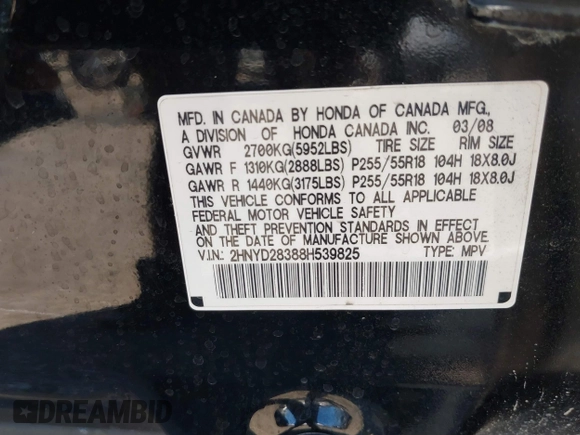 MFD. IN CANADA BY HONDA OF CANADA MFG.,
A DIVISION OF HONDA CANADA INC. 03/08
GVWR 2700KG(5952LBS) TIRE SIZE RIM SIZE
GAWR F 1310KG(2888LBS) P255/55R18 104H 18X8.0J
GAWR R 1440KG(3175LBS) P255/55R18 104H 18X8.0J
THIS VEHICLE CONFORMS TO ALL APPLICABLE
FEDERAL MOTOR VEHICLE SAFETY
AND THEFT PREVENTION STANDARDS IN EFFECT
ON THE DATE OF MANUFACTURE SHOWN ABOVE.
V.I.N.: 2HNYD28388H539825 TYPE: MPV
DREAMBID